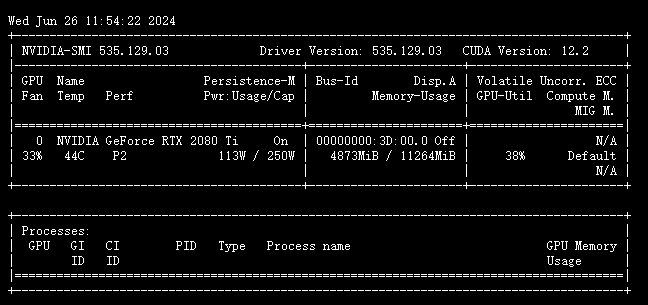 Wed Jun 26 11:54:22 2024
NVIDIA-SMI 535.129.03 Driver Version: 535.129.03 CUDA Version: 12.2
GPU Name Persistence-M | Bus-Id Disp.A | Volatile Uncorr. ECC
Fan Temp Perf Pwr:Usage/Cap | Memory-Usage | GPU-Util Compute M.
MIG M.
0 NVIDIA GeForce RTX 2080 Ti On | 00000000:3D:00.0 Off | N/A
33% 44C P2 113W / 250W | 4873MiB / 11264MiB | 38% Default
N/A
Processes:
GPU GI CI PID Type Process name GPU Memory
ID ID Usage